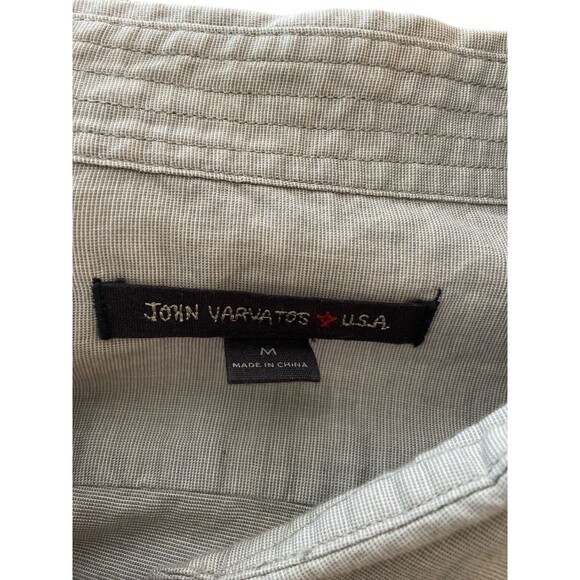 JOHN VARVATOS ★ U.S.A.
M
MADE IN CHINA